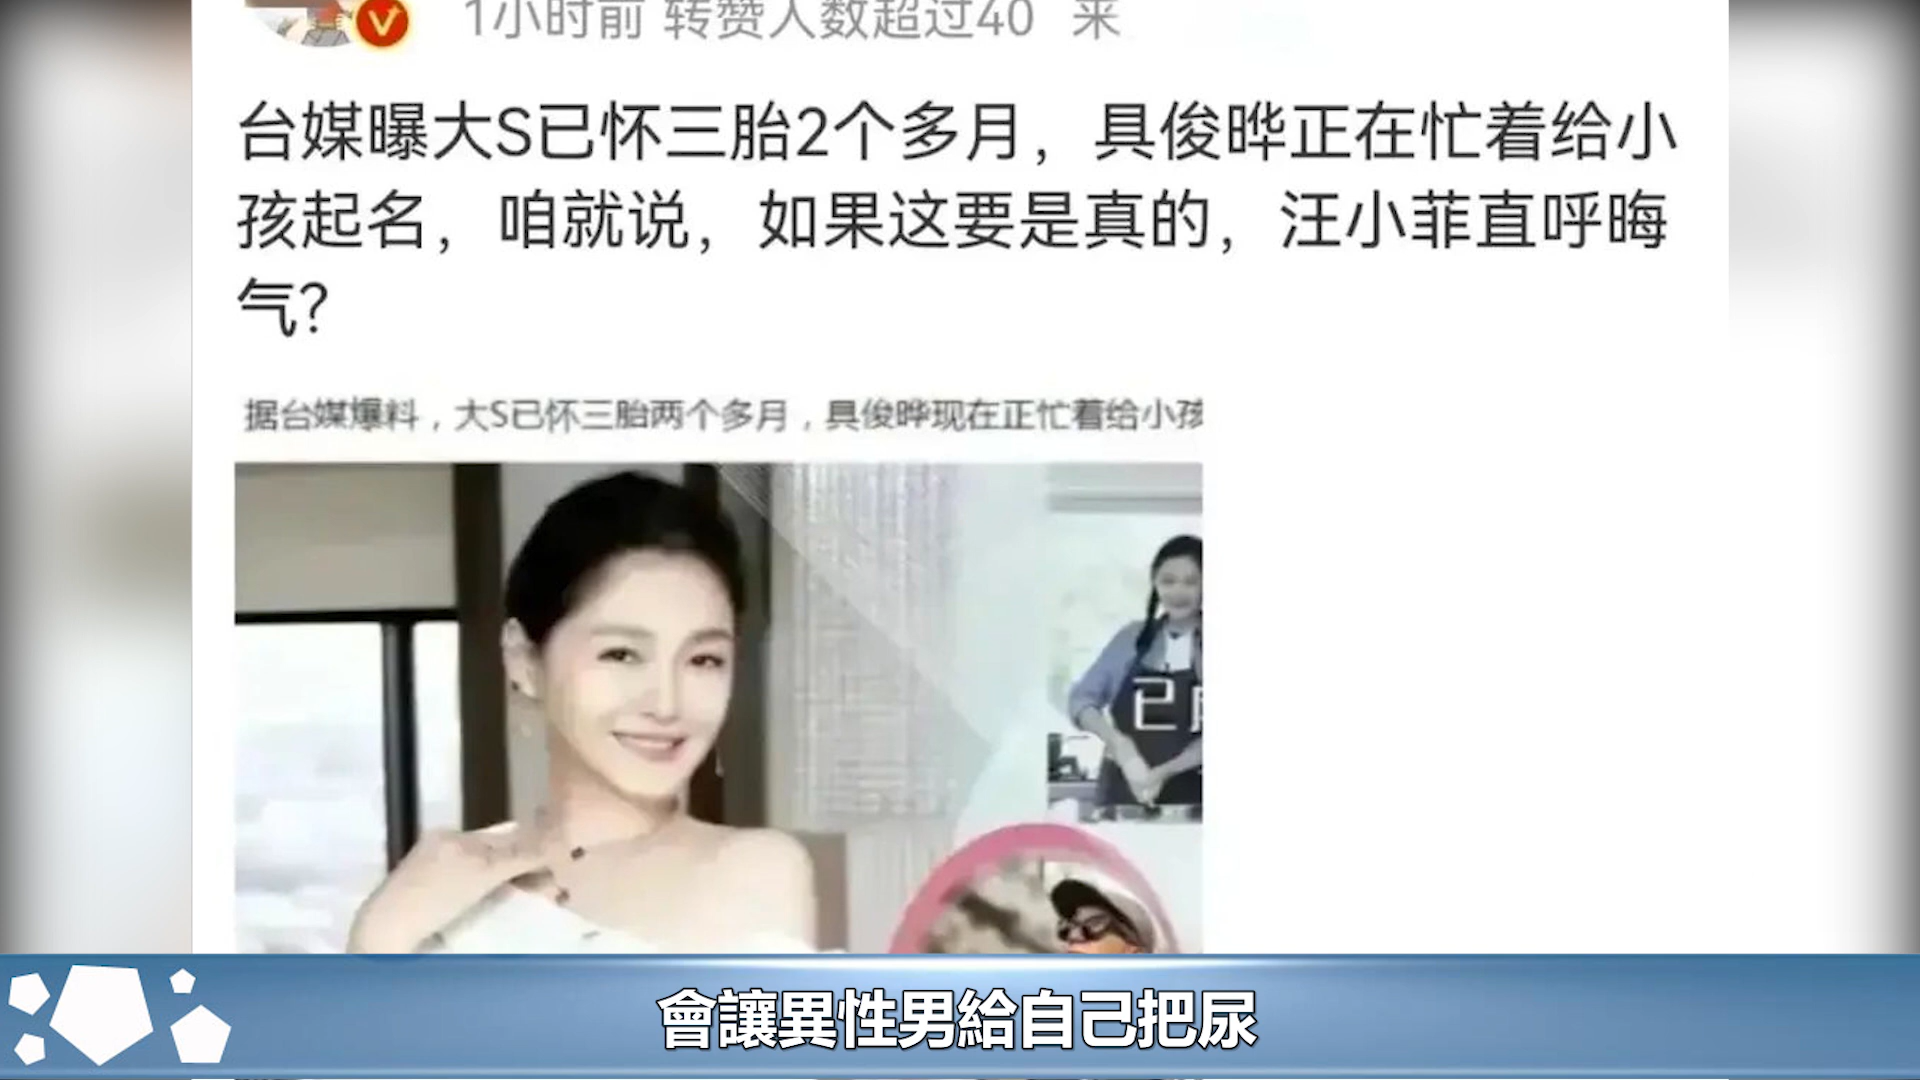 1小时前 转赞人数超过40 来
台媒曝大S已怀三胎2个多月，具俊晔正在忙着给小
孩起名，咱就说，如果这要是真的，汪小菲直呼晦
气？
据台媒爆料，大S已怀三胎两个多月，具俊晔现在正忙着给小孩
已
會讓異性男給自己把尿